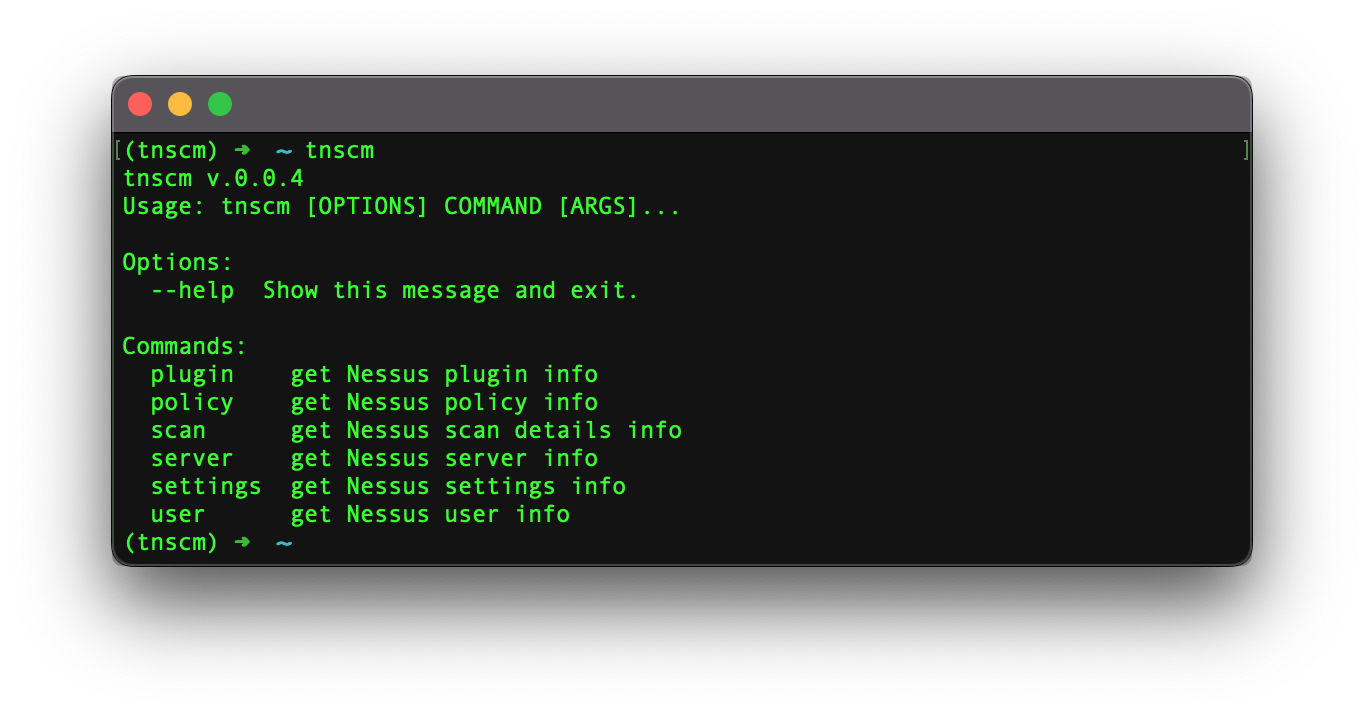 [(tnscm) ➜  ~ tnscm ]
tnscm v.0.0.4
Usage: tnscm [OPTIONS] COMMAND [ARGS]...

Options:
  --help  Show this message and exit.

Commands:
  plugin    get Nessus plugin info
  policy    get Nessus policy info
  scan      get Nessus scan details info
  server    get Nessus server info
  settings  get Nessus settings info
  user      get Nessus user info
(tnscm) ➜  ~